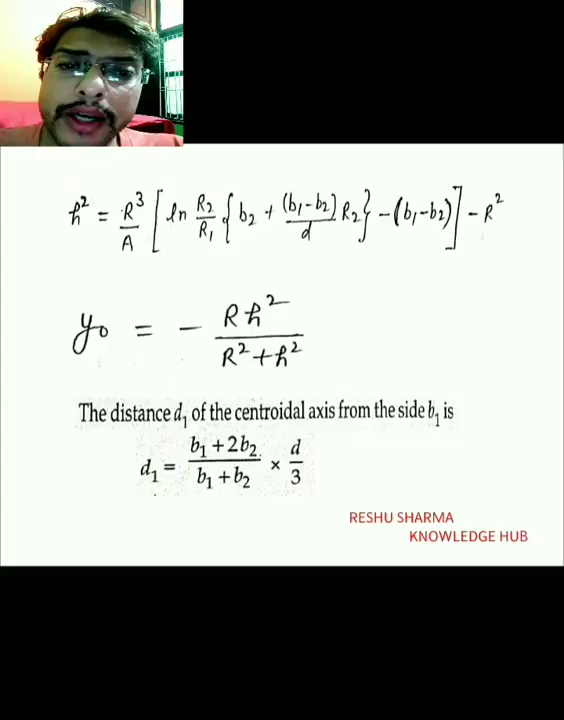 h² = R³/A [ln R₂/R₁ {b₂ + (b₁-b₂)/d R₂} - (b₁-b₂)] - R²
y₀ = - Rh²/(R²+h²)
The distance d₁ of the centroidal axis from the side b₁ is
d₁ = (b₁+2b₂)/(b₁+b₂) × d/3
RESHU SHARMA
KNOWLEDGE HUB